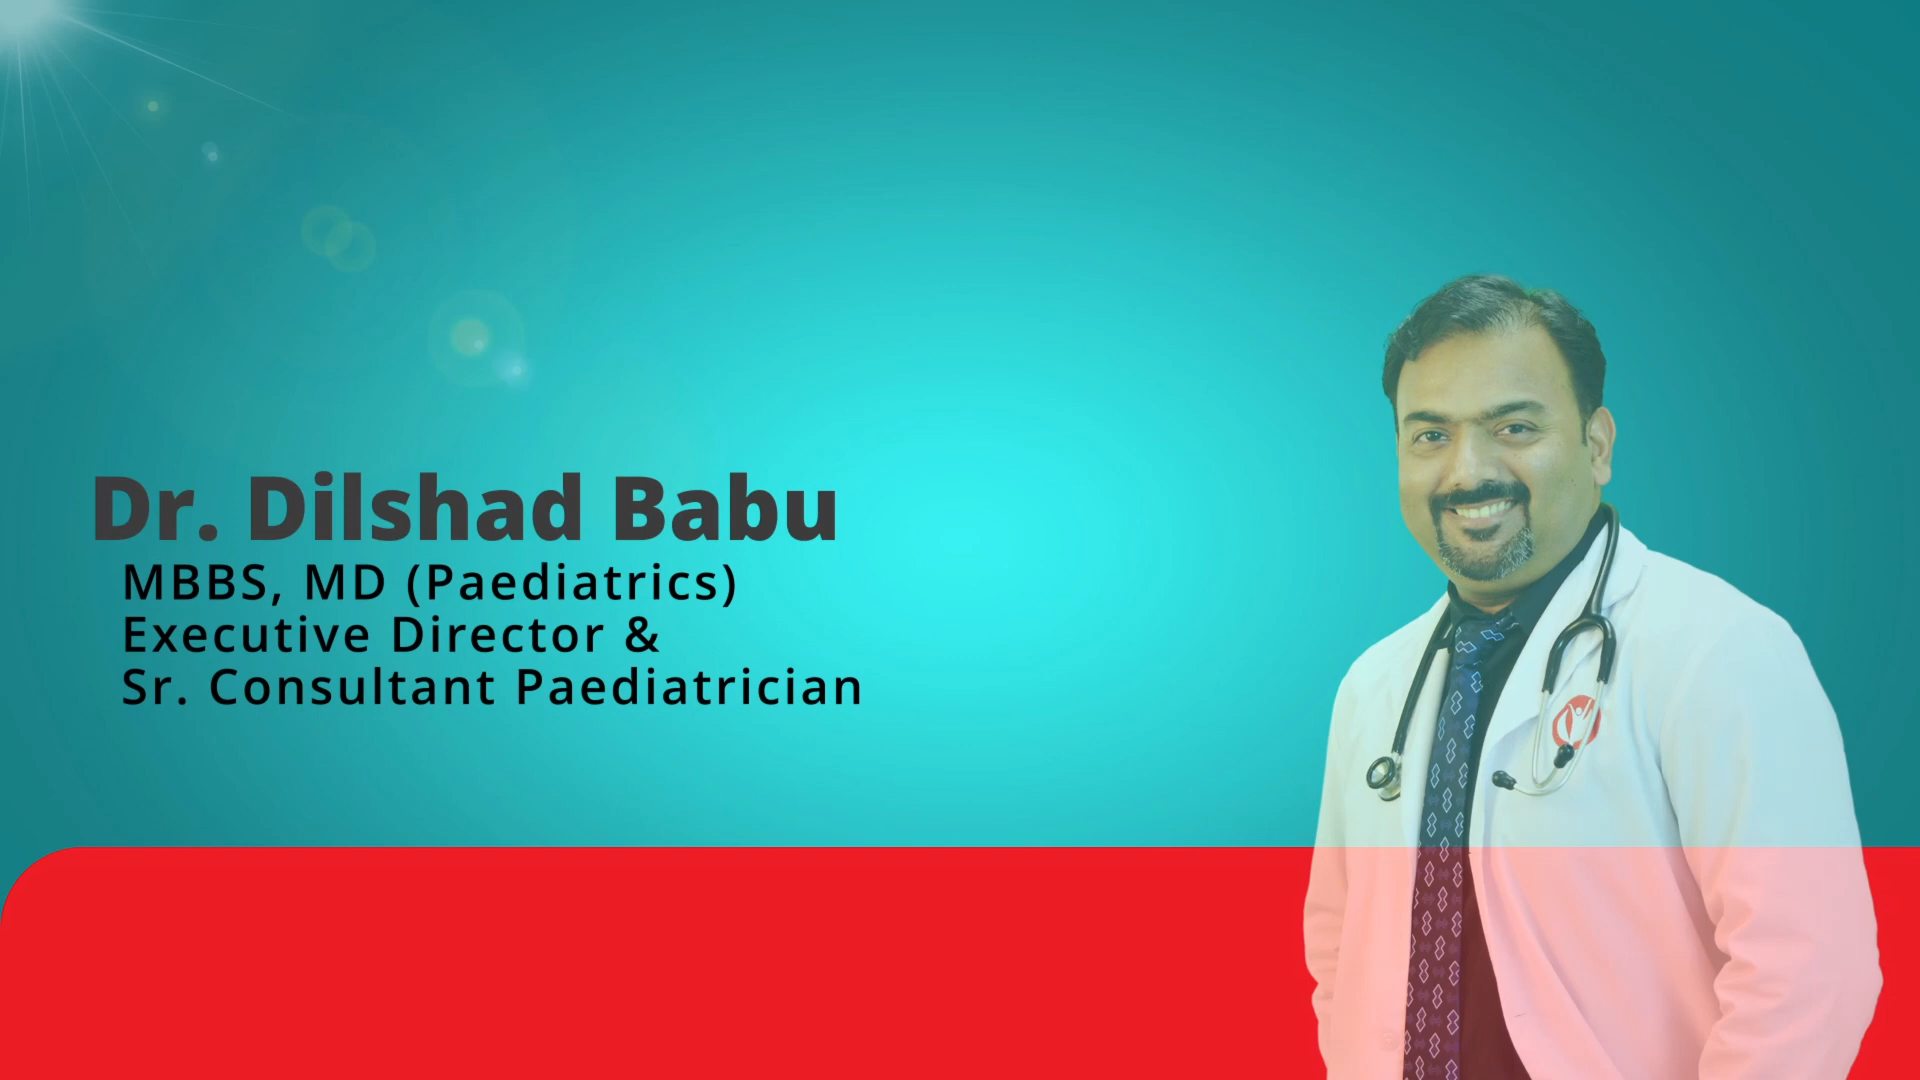 Dr. Dilshad Babu
MBBS, MD (Paediatrics)
Executive Director &
Sr. Consultant Paediatrician